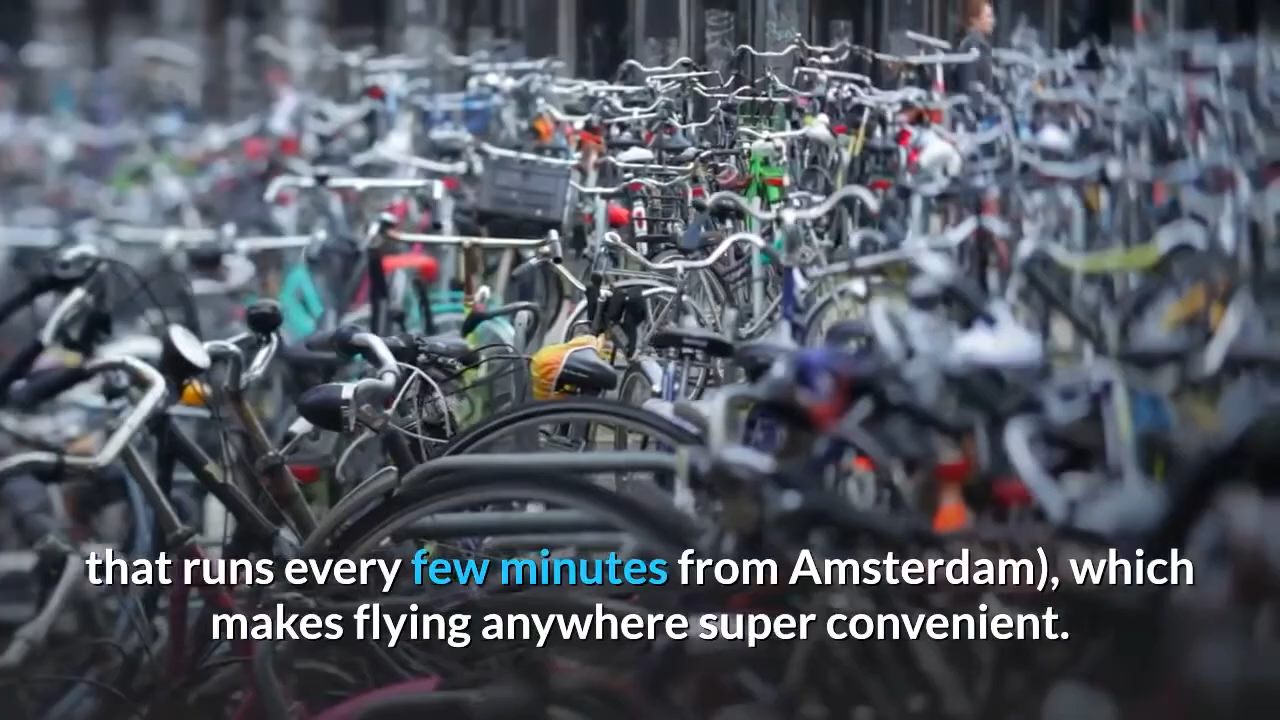 that runs every few minutes from Amsterdam), which
makes flying anywhere super convenient.